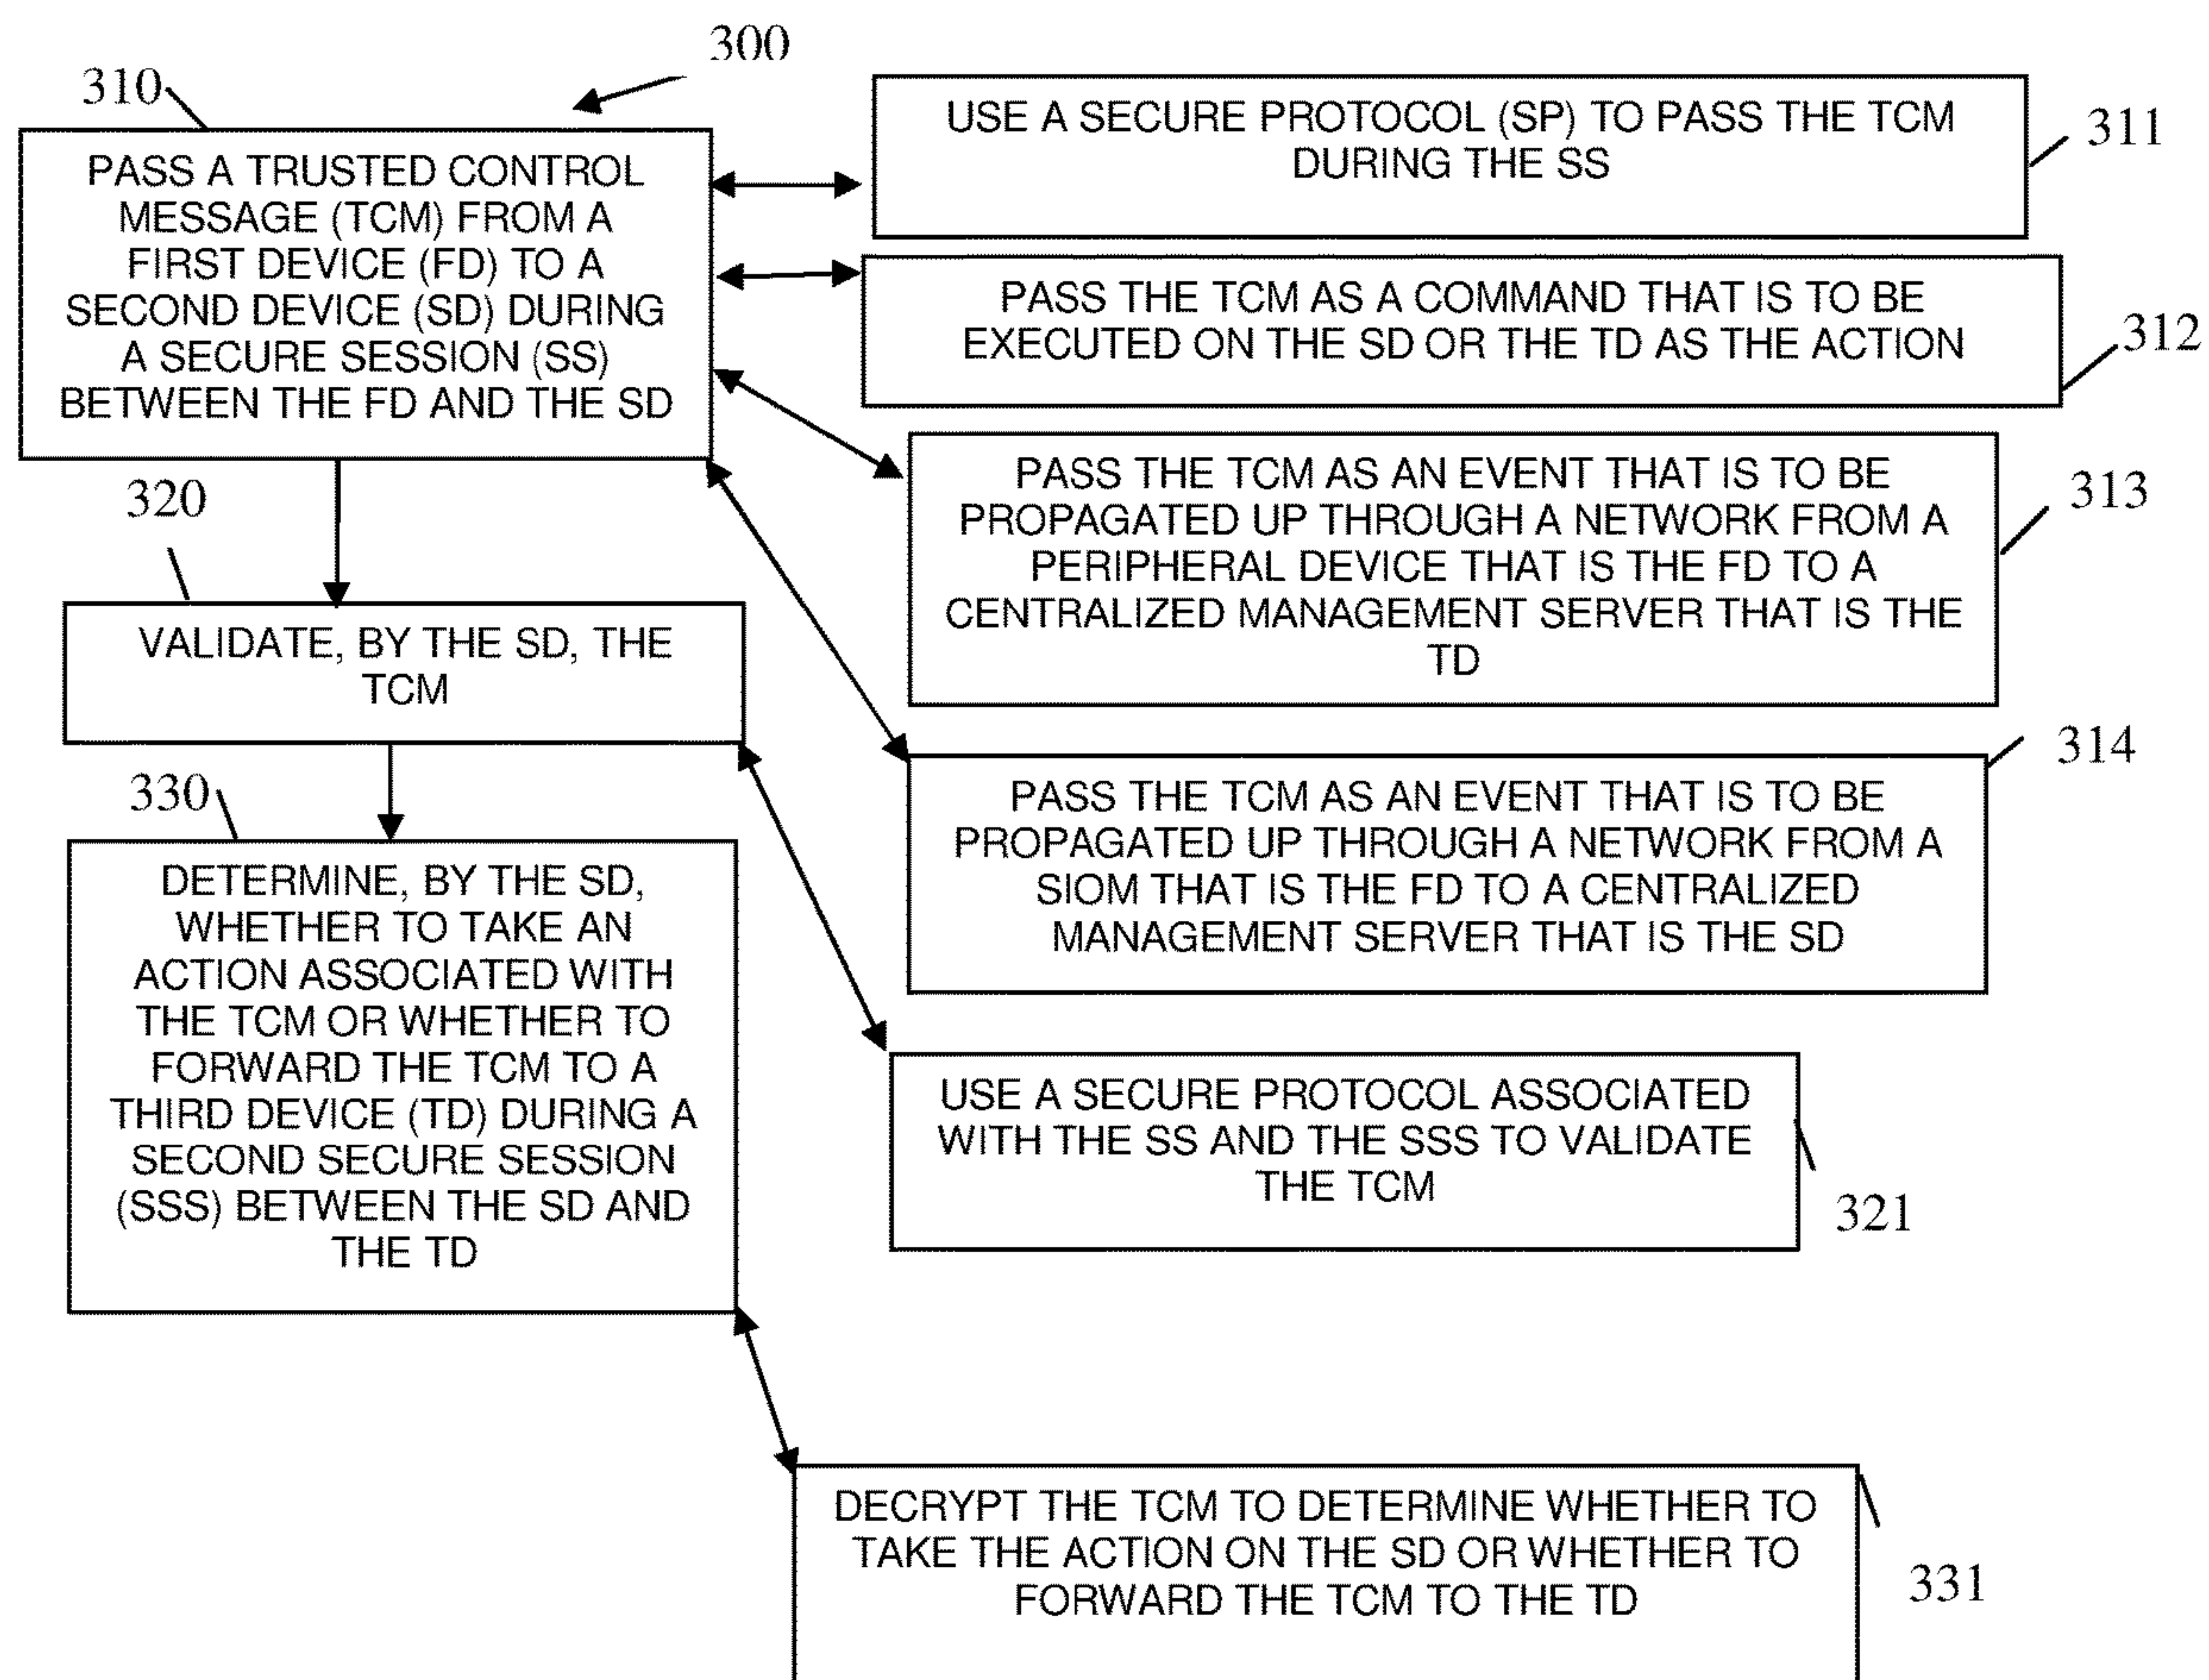 300
310
PASS A TRUSTED CONTROL
MESSAGE (TCM) FROM A
FIRST DEVICE (FD) TO A
SECOND DEVICE (SD) DURING
A SECURE SESSION (SS)
BETWEEN THE FD AND THE SD
USE A SECURE PROTOCOL (SP) TO PASS THE TCM
DURING THE SS
311
PASS THE TCM AS A COMMAND THAT IS TO BE
EXECUTED ON THE SD OR THE TD AS THE ACTION
312
PASS THE TCM AS AN EVENT THAT IS TO BE
PROPAGATED UP THROUGH A NETWORK FROM A
PERIPHERAL DEVICE THAT IS THE FD TO A
CENTRALIZED MANAGEMENT SERVER THAT IS THE
TD
313
320
VALIDATE, BY THE SD, THE
TCM
314
PASS THE TCM AS AN EVENT THAT IS TO BE
PROPAGATED UP THROUGH A NETWORK FROM A
SIOM THAT IS THE FD TO A CENTRALIZED
MANAGEMENT SERVER THAT IS THE SD
330
DETERMINE, BY THE SD,
WHETHER TO TAKE AN
ACTION ASSOCIATED WITH
THE TCM OR WHETHER TO
FORWARD THE TCM TO A
THIRD DEVICE (TD) DURING A
SECOND SECURE SESSION
(SSS) BETWEEN THE SD AND
THE TD
USE A SECURE PROTOCOL ASSOCIATED
WITH THE SS AND THE SSS TO VALIDATE
THE TCM
321
DECRYPT THE TCM TO DETERMINE WHETHER TO
TAKE THE ACTION ON THE SD OR WHETHER TO
FORWARD THE TCM TO THE TD
331